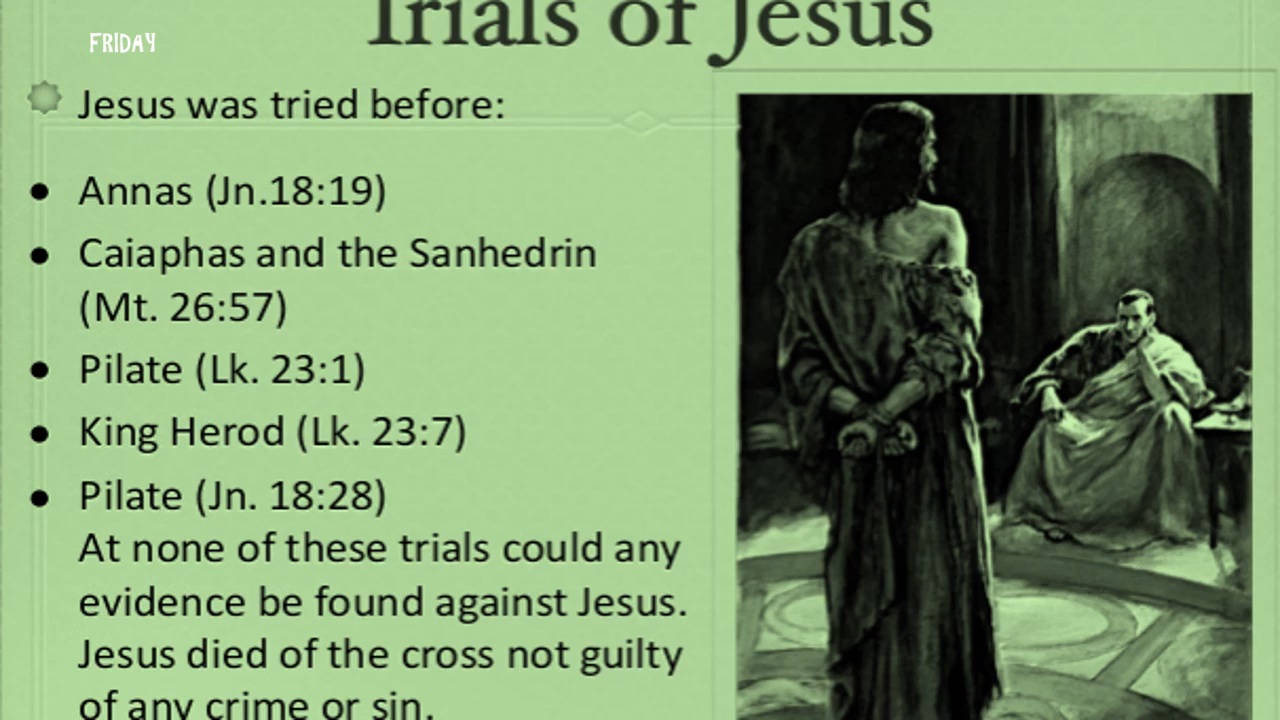 Trials of Jesus
FRIDAY
Jesus was tried before:
Annas (Jn.18:19)
Caiaphas and the Sanhedrin
(Mt. 26:57)
Pilate (Lk. 23:1)
King Herod (Lk. 23:7)
Pilate (Jn. 18:28)
At none of these trials could any
evidence be found against Jesus.
Jesus died of the cross not guilty
of any crime or sin.